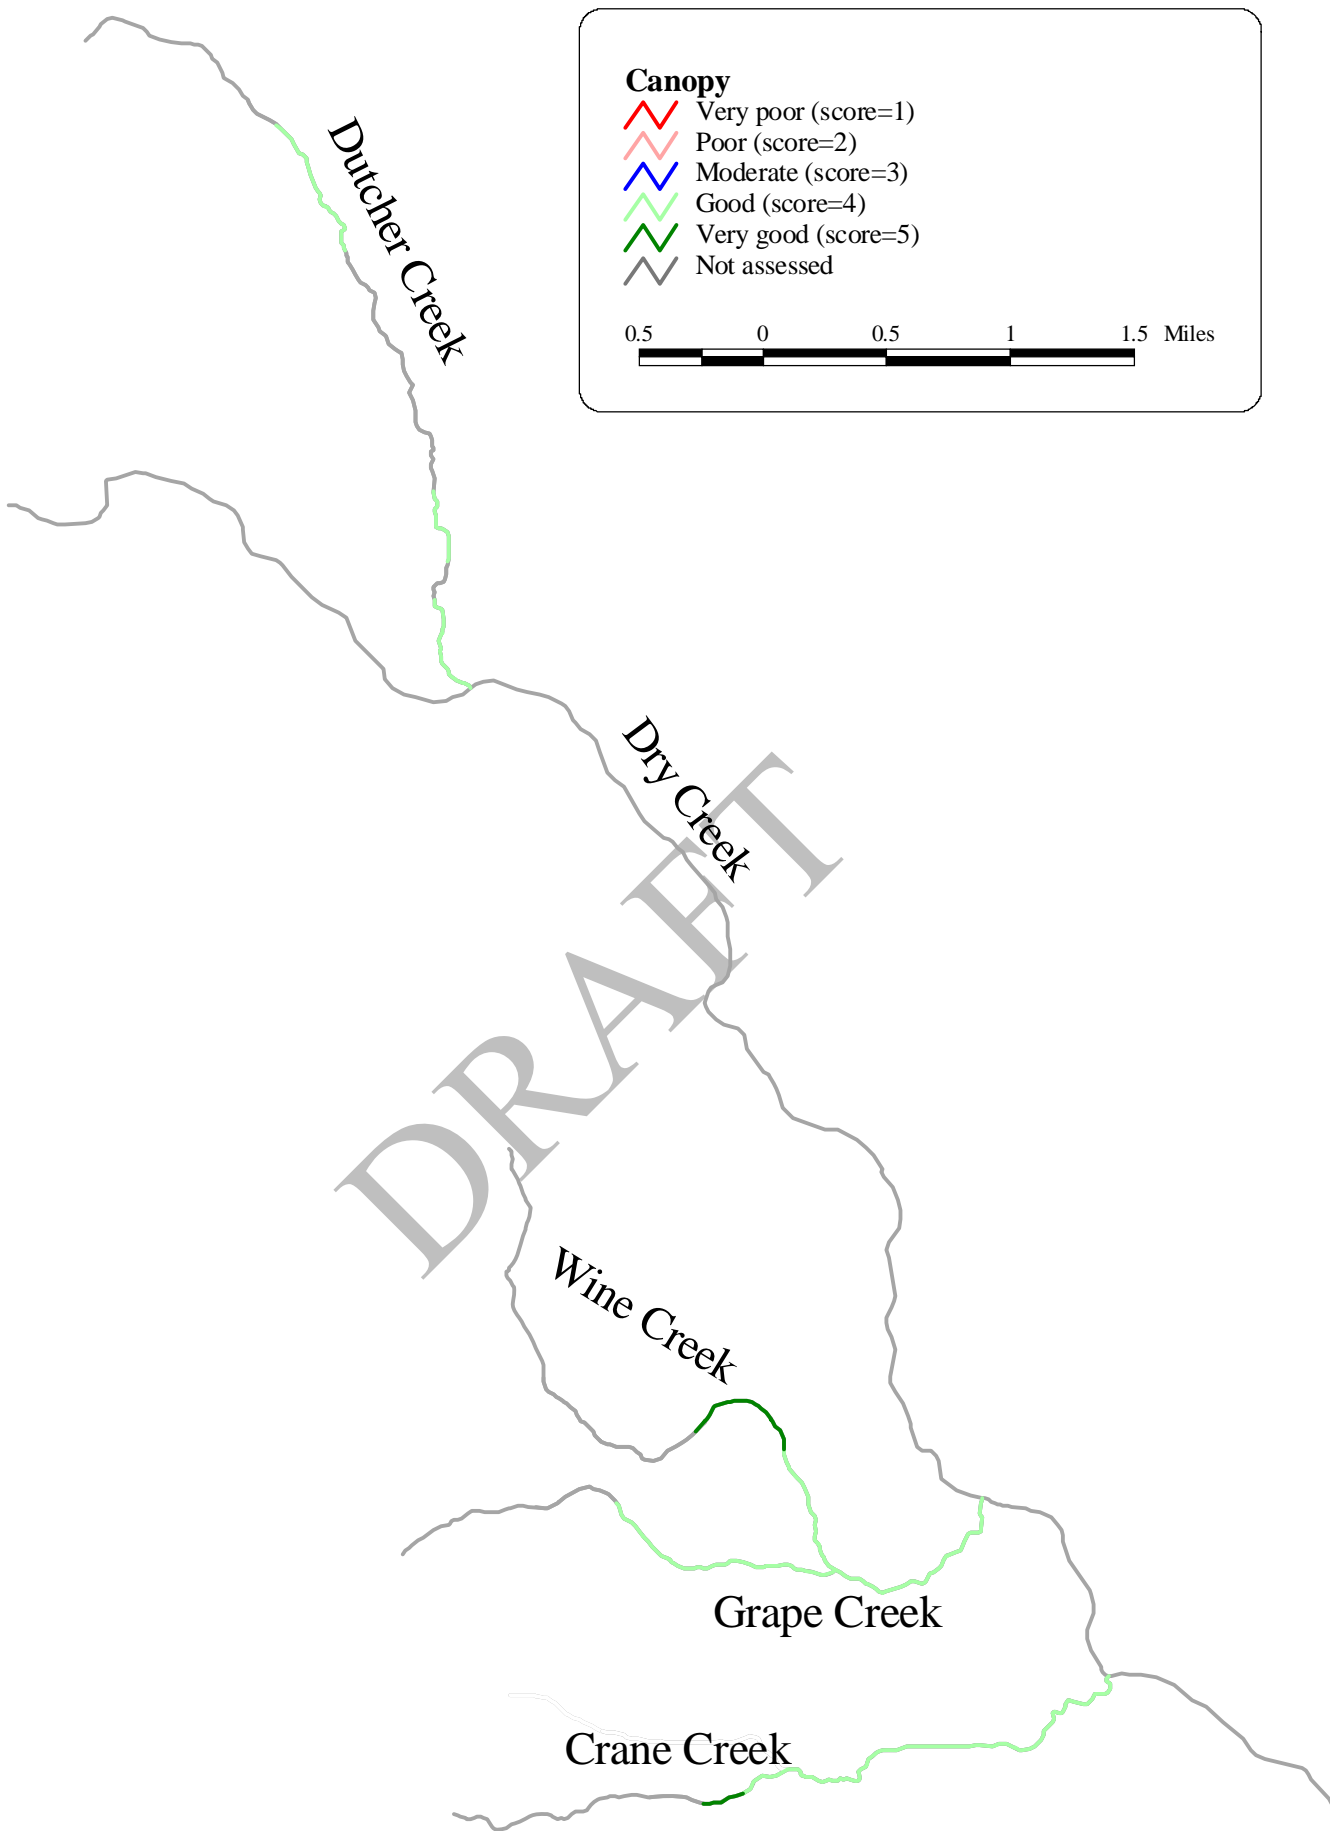 Canopy
Very poor (score=1)
Poor (score=2)
Moderate (score=3)
Good (score=4)
Very good (score=5)
Not assessed
0.5 0 0.5 1 1.5 Miles
Dutcher Creek
Dry Creek
DRAFT
Wine Creek
Grape Creek
Crane Creek